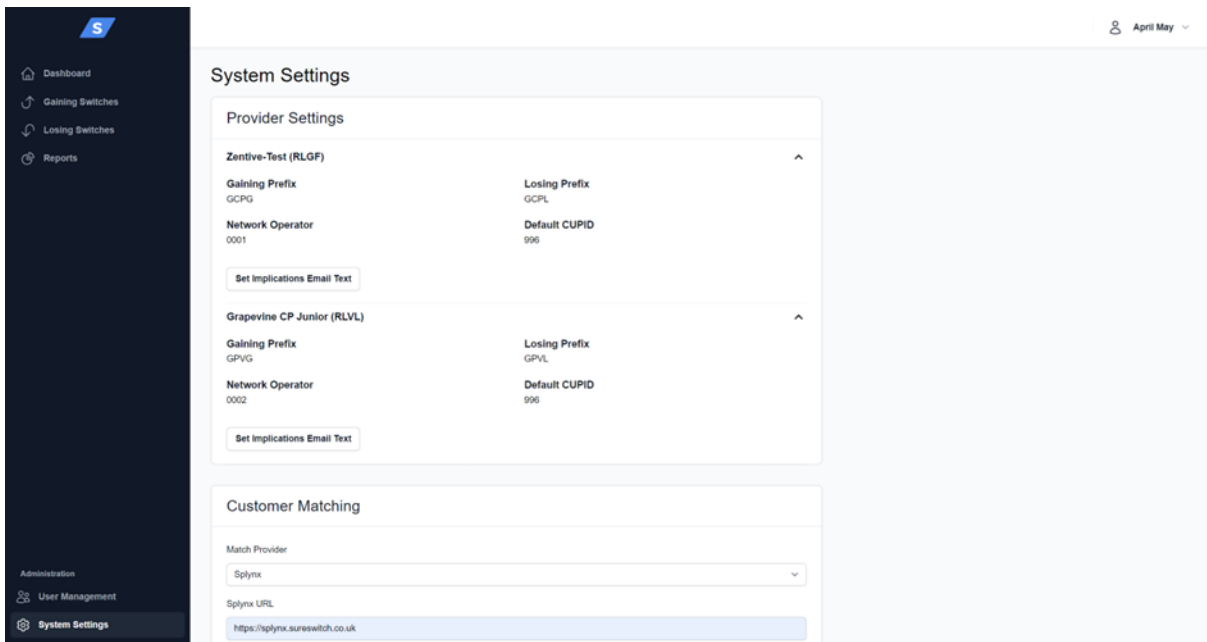 S
April May
Dashboard
Gaining Switches
Losing Switches
Reports
System Settings
Provider Settings
Zentive-Test (RLGF)
Gaining Prefix
GCPG
Losing Prefix
GCPL
Network Operator
0001
Default CUPID
996
Set Implications Email Text
Grapevine CP Junior (RLVL)
Gaining Prefix
GPVG
Losing Prefix
GPVL
Network Operator
0002
Default CUPID
996
Set Implications Email Text
Customer Matching
Match Provider
Splynx
Splynx URL
https://splynx.sureswitch.co.uk
Administration
User Management
System Settings